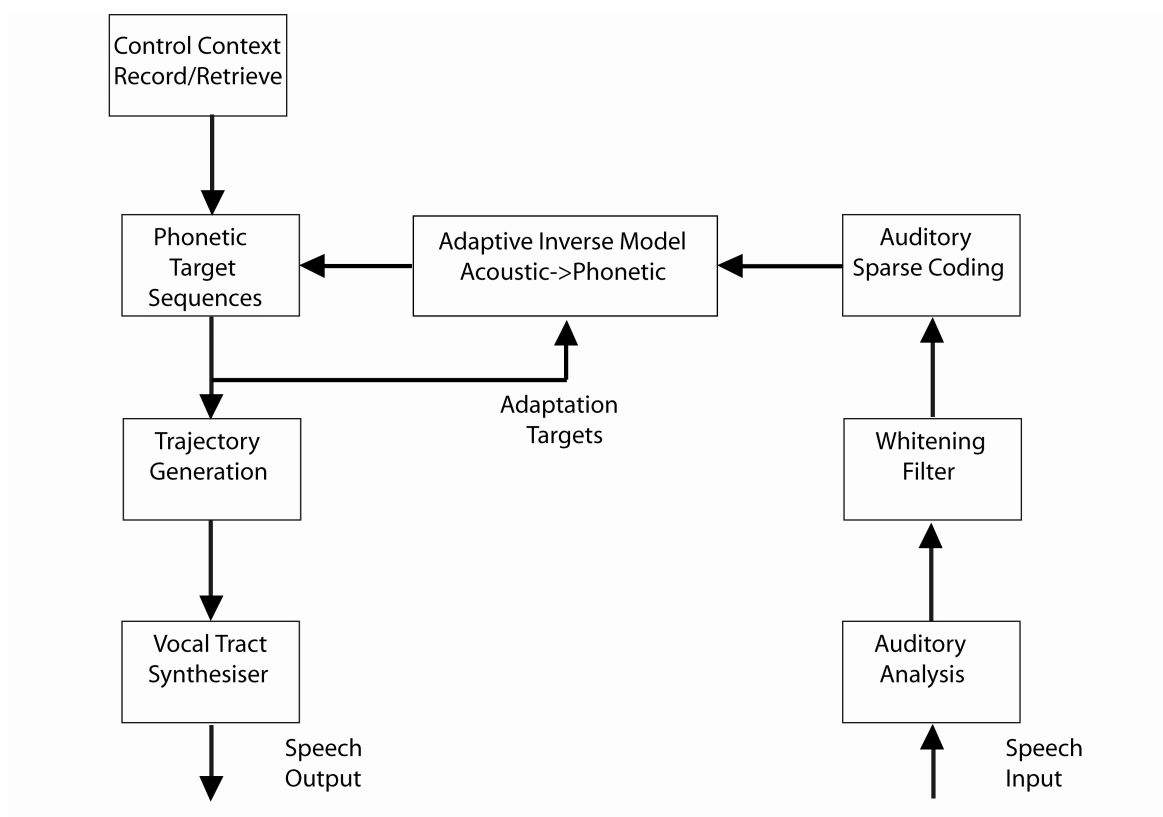 Control Context
Record/Retrieve
Phonetic
Target
Sequences
Adaptive Inverse Model
Acoustic->Phonetic
Auditory
Sparse Coding
Adaptation
Targets
Trajectory
Generation
Whitening
Filter
Vocal Tract
Synthesiser
Auditory
Analysis
Speech
Output
Speech
Input